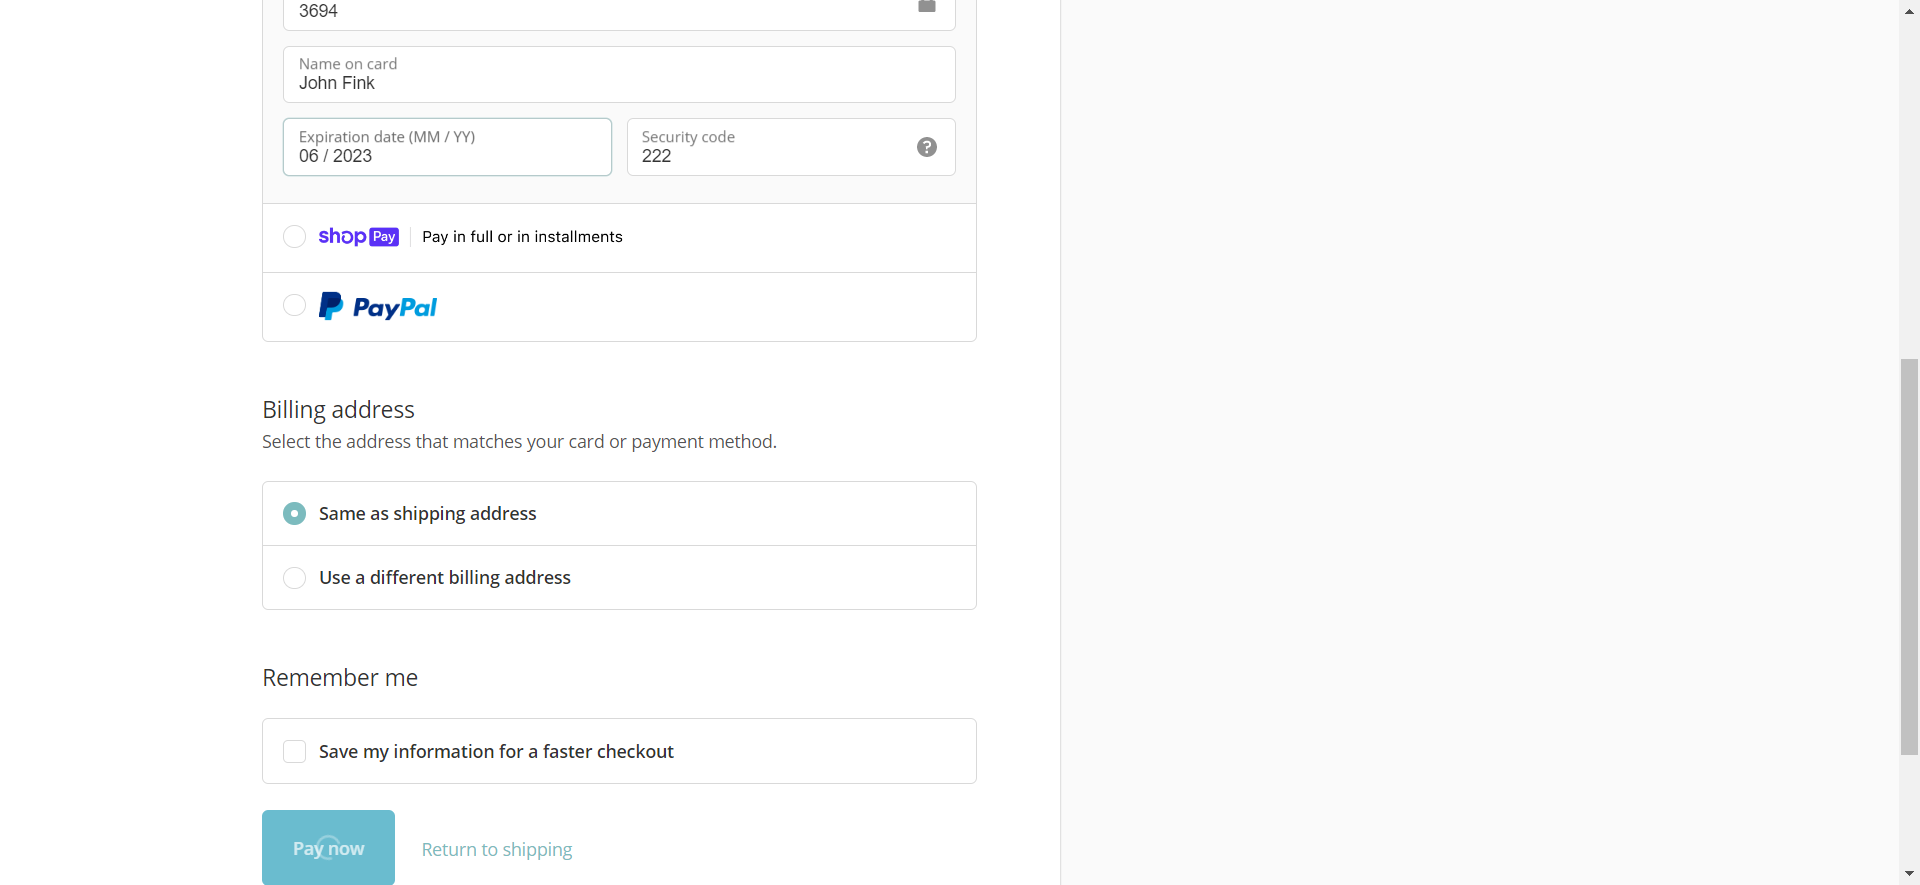 3694
Name on card
John Fink
Expiration date (MM / YY)
06 / 2023
Security code
222
?
shop Pay Pay in full or in installments
PayPal
Billing address
Select the address that matches your card or payment method.
Same as shipping address
Use a different billing address
Remember me
Save my information for a faster checkout
Pay now
Return to shipping